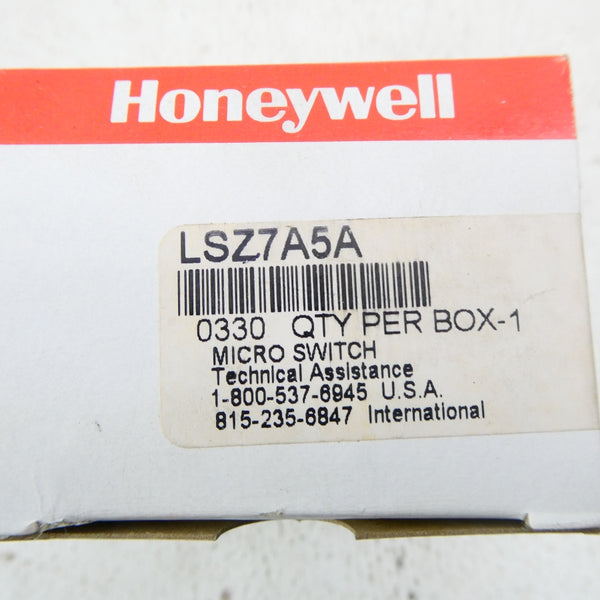 Honeywell
LSZ7A5A
0330 QTY PER BOX-1
MICRO SWITCH
Technical Assistance
1-800-537-6945 U.S.A.
815-235-6847 International